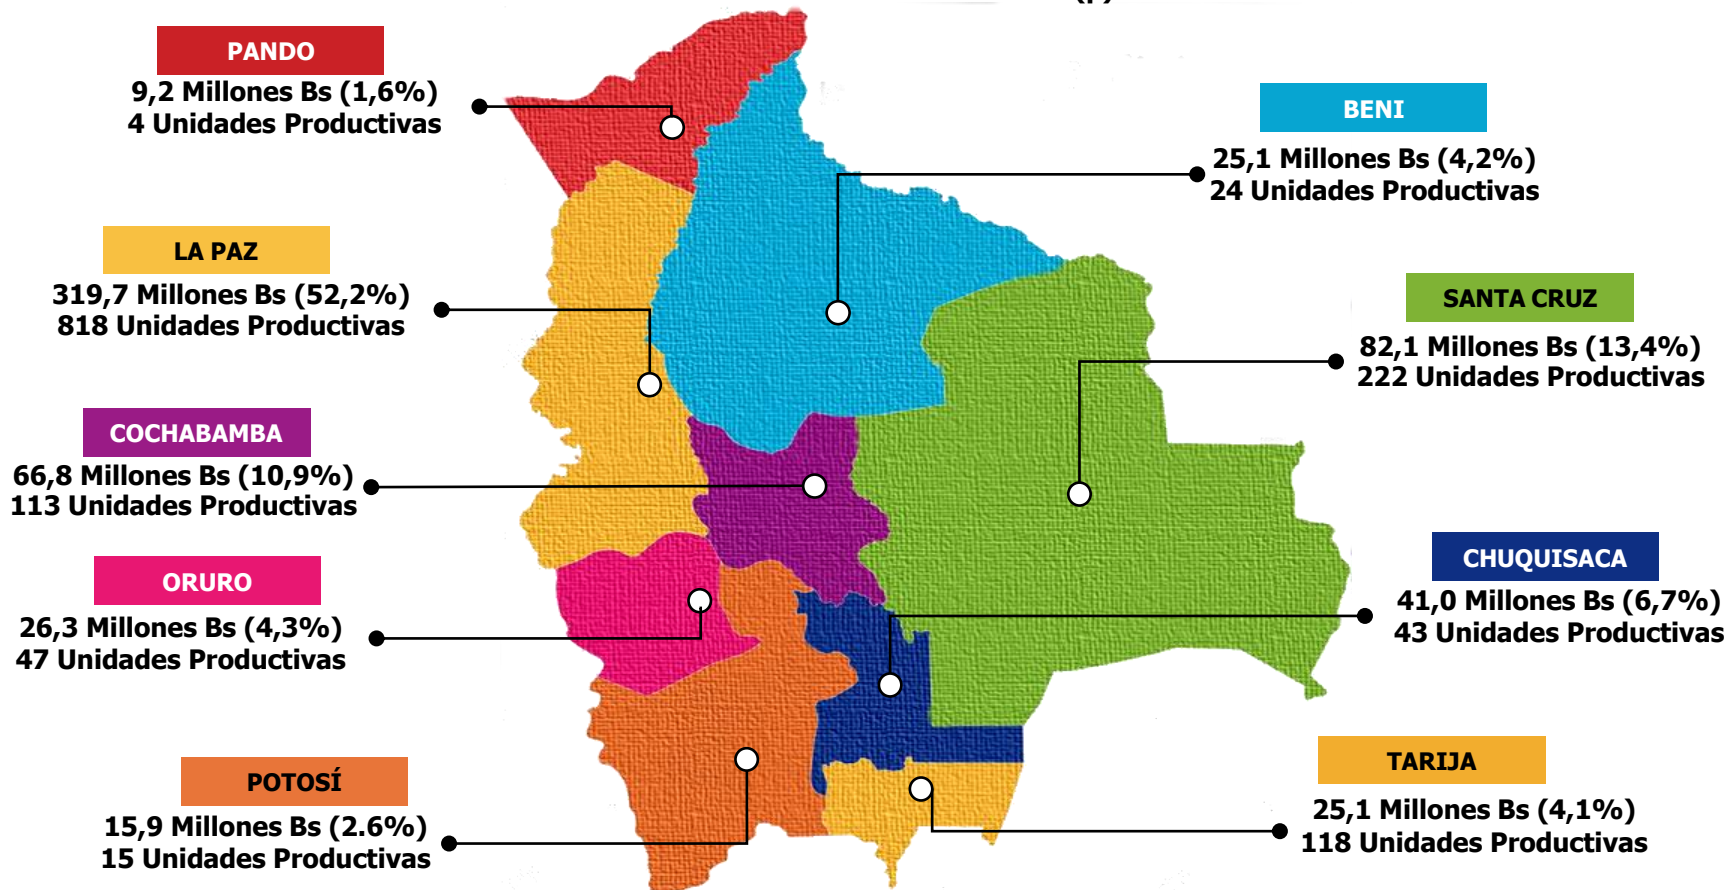 (p)
PANDO
9,2 Millones Bs (1,6%)
4 Unidades Productivas
BENI
25,1 Millones Bs (4,2%)
24 Unidades Productivas
LA PAZ
319,7 Millones Bs (52,2%)
818 Unidades Productivas
SANTA CRUZ
82,1 Millones Bs (13,4%)
222 Unidades Productivas
COCHABAMBA
66,8 Millones Bs (10,9%)
113 Unidades Productivas
ORURO
26,3 Millones Bs (4,3%)
47 Unidades Productivas
CHUQUISACA
41,0 Millones Bs (6,7%)
43 Unidades Productivas
POTOSÍ
15,9 Millones Bs (2.6%)
15 Unidades Productivas
TARIJA
25,1 Millones Bs (4,1%)
118 Unidades Productivas